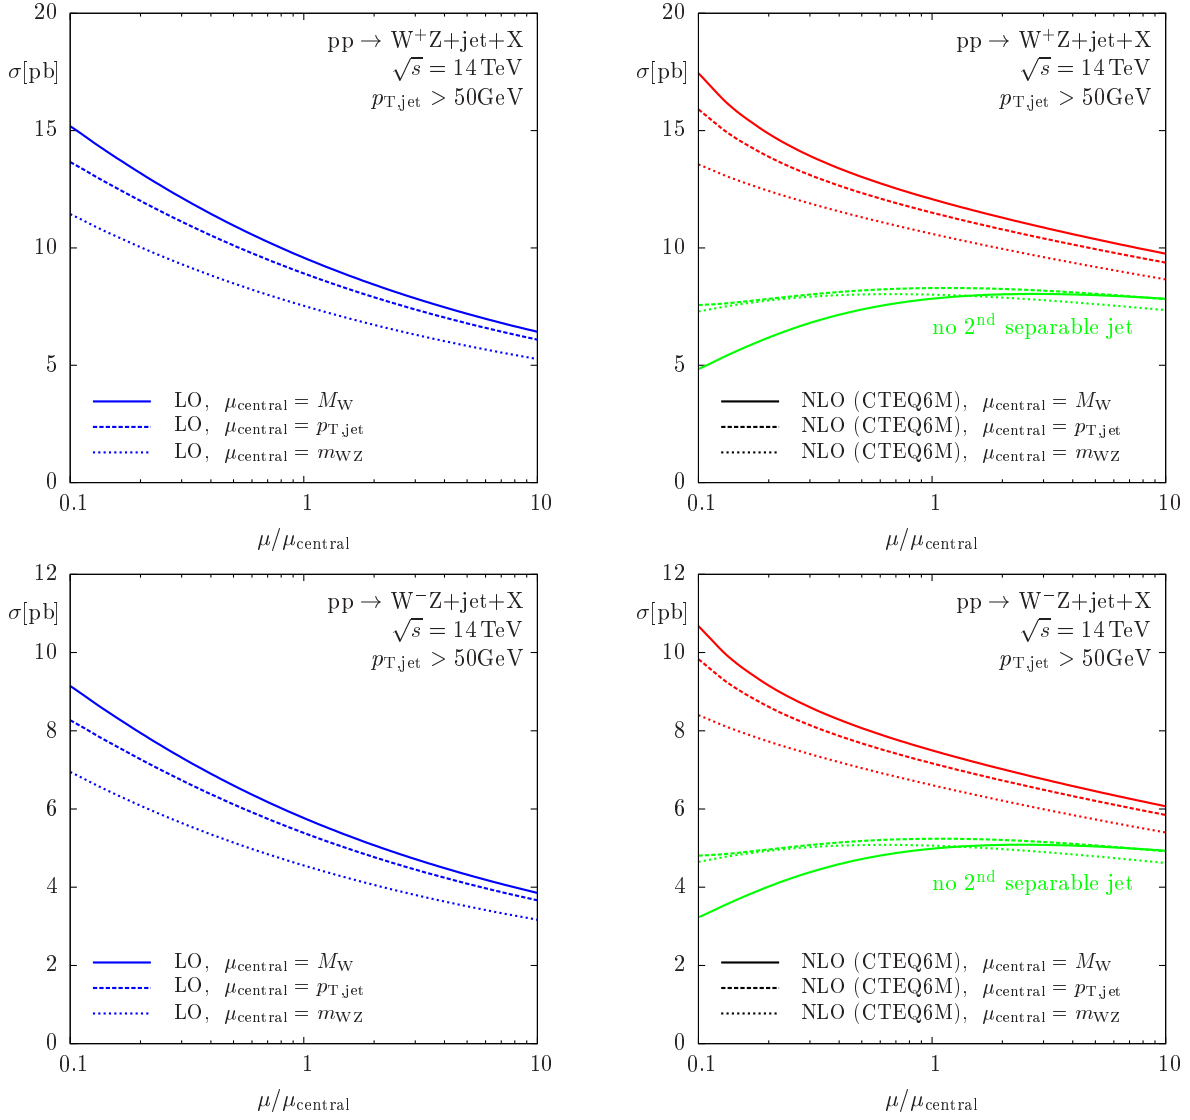 20
15
10
5
0
σ[pb]
pp → W⁺Z+jet+X
√s = 14 TeV
p_T,jet > 50GeV
LO, μ_central = M_W
LO, μ_central = p_T,jet
LO, μ_central = m_WZ
0.1
1
10
μ/μ_central
20
15
10
5
0
σ[pb]
pp → W⁺Z+jet+X
√s = 14 TeV
p_T,jet > 50GeV
no 2ⁿᵈ separable jet
NLO (CTEQ6M), μ_central = M_W
NLO (CTEQ6M), μ_central = p_T,jet
NLO (CTEQ6M), μ_central = m_WZ
0.1
1
10
μ/μ_central
12
10
8
6
4
2
0
σ[pb]
pp → W⁻Z+jet+X
√s = 14 TeV
p_T,jet > 50GeV
LO, μ_central = M_W
LO, μ_central = p_T,jet
LO, μ_central = m_WZ
0.1
1
10
μ/μ_central
12
10
8
6
4
2
0
σ[pb]
pp → W⁻Z+jet+X
√s = 14 TeV
p_T,jet > 50GeV
no 2ⁿᵈ separable jet
NLO (CTEQ6M), μ_central = M_W
NLO (CTEQ6M), μ_central = p_T,jet
NLO (CTEQ6M), μ_central = m_WZ
0.1
1
10
μ/μ_central